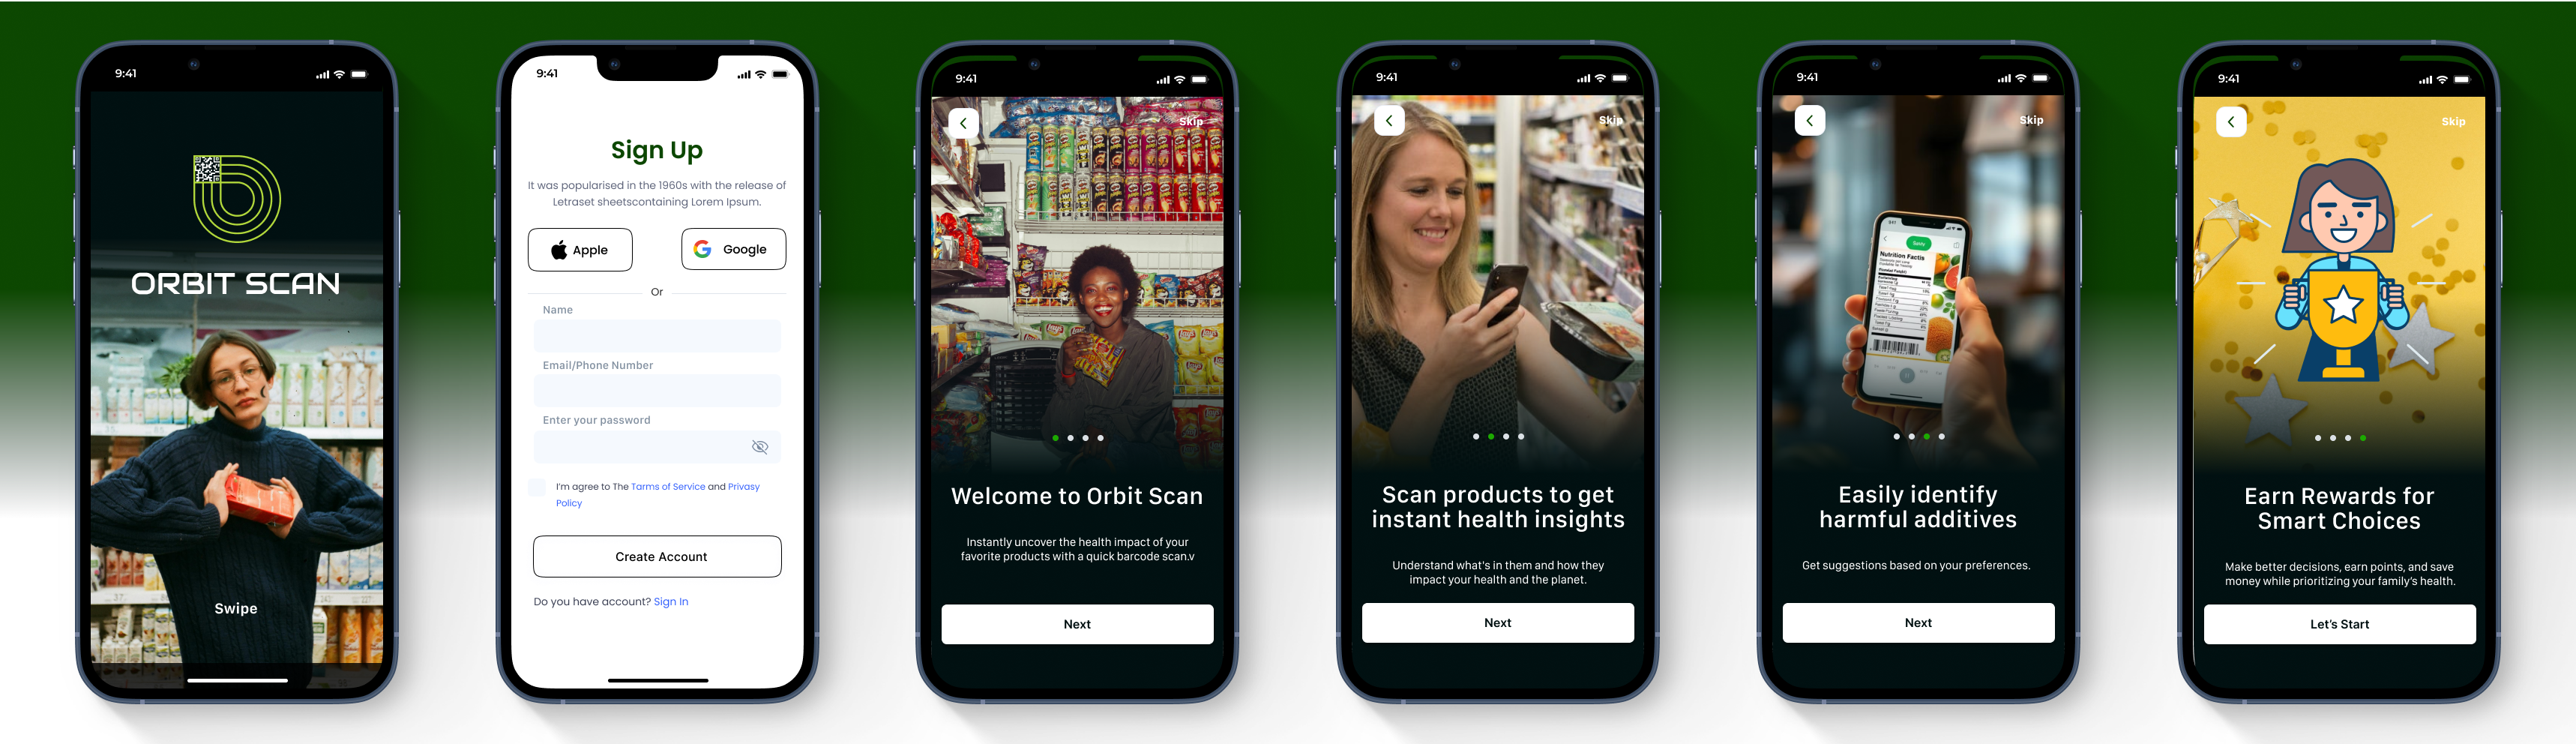 9:41
ORBIT SCAN
Swipe
9:41
Sign Up
It was popularised in the 1960s with the release of
Letraset sheetscontaining Lorem Ipsum.
Apple
Google
Or
Name
Email/Phone Number
Enter your password
I'm agree to The Tarms of Service and Privasy
Policy
Create Account
Do you have account? Sign In
9:41
Skip
Welcome to Orbit Scan
Instantly uncover the health impact of your
favorite products with a quick barcode scan.v
Next
9:41
Skip
Scan products to get
instant health insights
Understand what's in them and how they
impact your health and the planet.
Next
9:41
Skip
Nutrition Factis
Easily identify
harmful additives
Get suggestions based on your preferences.
Next
9:41
Skip
Earn Rewards for
Smart Choices
Make better decisions, earn points, and save
money while prioritizing your family's health.
Let's Start